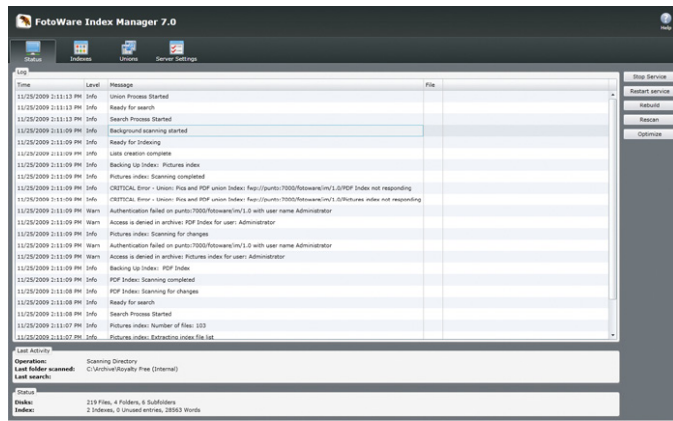 FotoWare Index Manager 7.0
Help
Status Indexes Unions Server Settings
Log
Time Level Message File
11/25/2009 2:11:13 PM Info Union Process Started
11/25/2009 2:11:13 PM Info Ready for search
11/25/2009 2:11:13 PM Info Search Process Started
11/25/2009 2:11:09 PM Info Background scanning started
11/25/2009 2:11:09 PM Info Ready for Indexing
11/25/2009 2:11:09 PM Info Lists creation complete
11/25/2009 2:11:09 PM Info Backing Up Index: Pictures index
11/25/2009 2:11:09 PM Info Pictures index: Scanning completed
11/25/2009 2:11:09 PM Info CRITICAL Error - Union: Pics and PDF union Index: fwp://punto:7000/fotoware/im/1.0/PDF Index not responding
11/25/2009 2:11:09 PM Info CRITICAL Error - Union: Pics and PDF union Index: fwp://punto:7000/fotoware/im/1.0/Pictures index not responding
11/25/2009 2:11:09 PM Warn Authentication failed on punto:7000/fotoware/im/1.0 with user name Administrator
11/25/2009 2:11:09 PM Warn Access is denied in archive: PDF Index for user: Administrator
11/25/2009 2:11:09 PM Info Pictures index: Scanning for changes
11/25/2009 2:11:09 PM Warn Authentication failed on punto:7000/fotoware/im/1.0 with user name Administrator
11/25/2009 2:11:09 PM Warn Access is denied in archive: Pictures index for user: Administrator
11/25/2009 2:11:09 PM Info Backing Up Index: PDF Index
11/25/2009 2:11:09 PM Info PDF Index: Scanning completed
11/25/2009 2:11:08 PM Info PDF Index: Scanning for changes
11/25/2009 2:11:08 PM Info Ready for search
11/25/2009 2:11:08 PM Info Search Process Started
11/25/2009 2:11:07 PM Info Pictures index: Number of files: 103
11/25/2009 2:11:07 PM Info Pictures index: Extracting index file list
Stop Service
Restart service
Rebuild
Rescan
Optimize
Last Activity
Operation: Scanning Directory
Last folder scanned: C:\Archive\Royalty Free (Internal)
Last search:
Status
Disks: 219 Files, 4 Folders, 6 Subfolders
Index: 2 Indexes, 0 Unused entries, 28563 Words